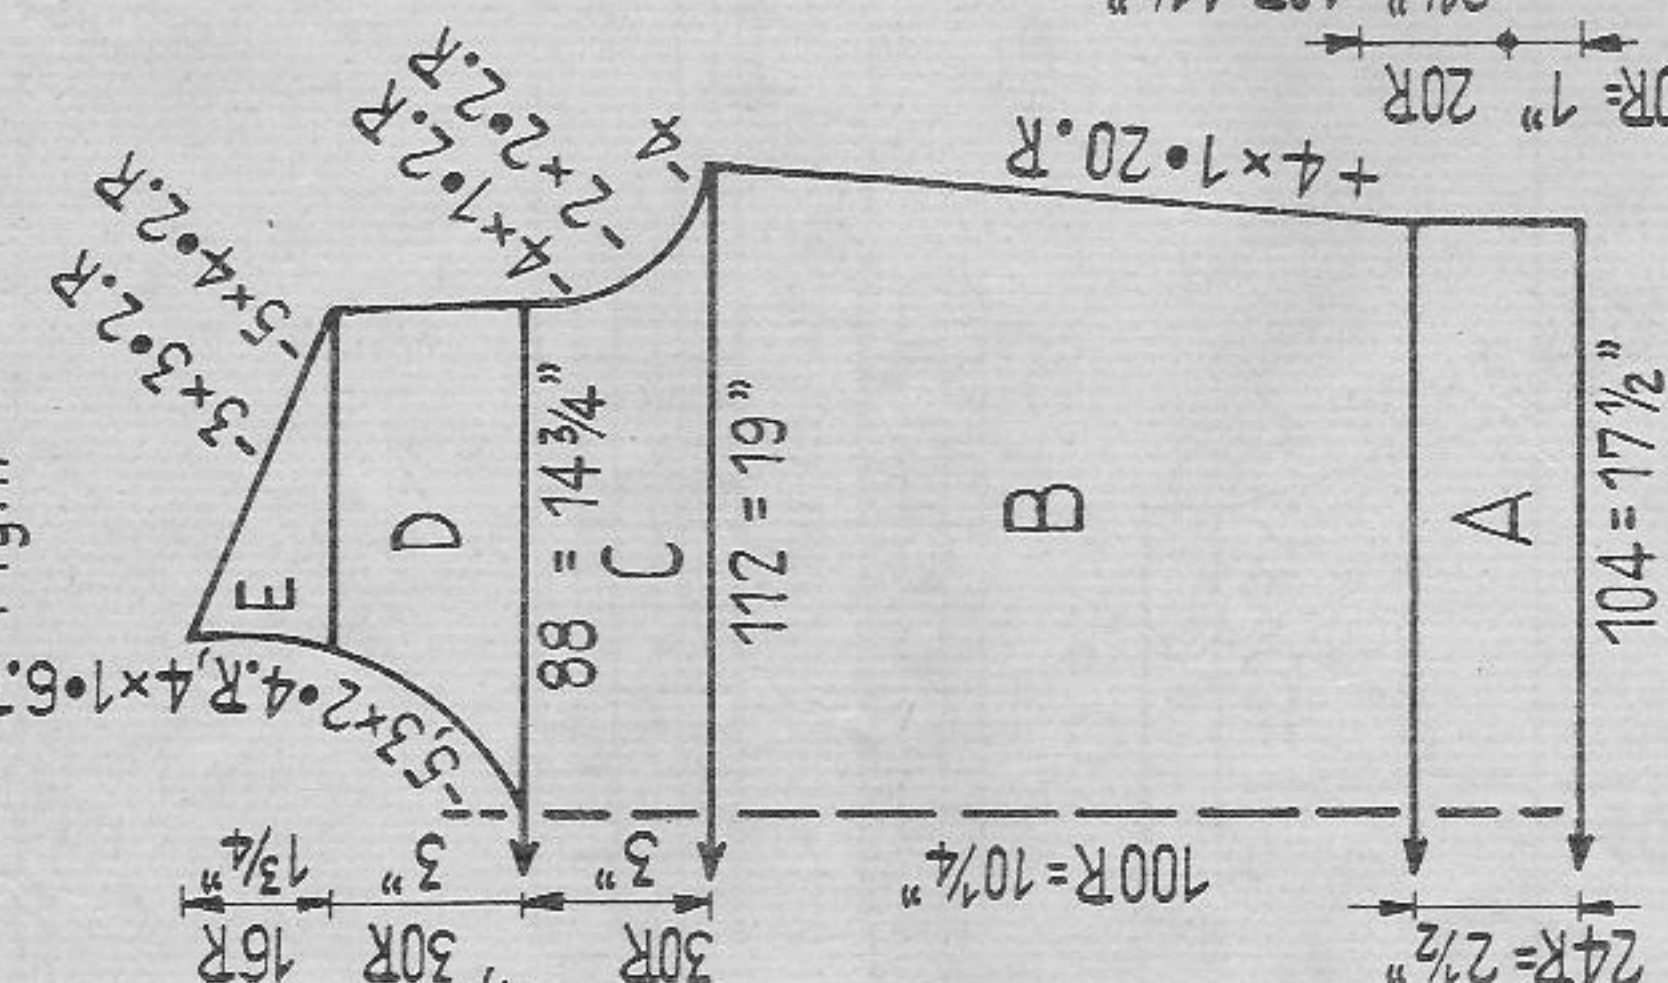 -3×3•2.R
-5×4•2.R
-4×1•2.R
-2×2•2.R
-4
+4×1•20.R
-5,3×2•4.R,4×1•6.
E
D
C
B
A
88 = 14¾"
112 = 19"
104 = 17½"
16R 1¾"
30R 3"
30R 3"
100R=10¼"
24R=2½"
20R 1"